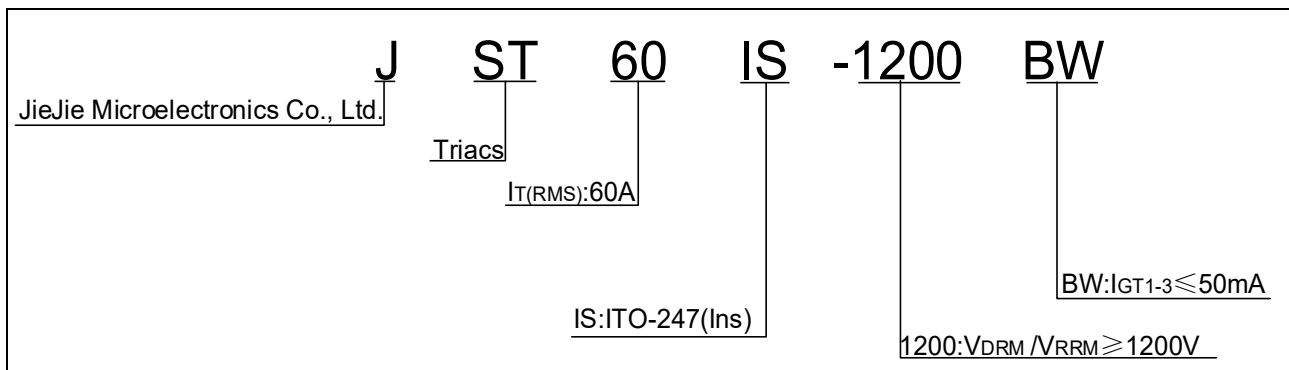 J ST 60 IS -1200 BW
JieJie Microelectronics Co., Ltd.
Triacs
IT(RMS):60A
BW:IGT1-3≤50mA
IS:ITO-247(Ins)
1200:VDRM /VRRM≥1200V